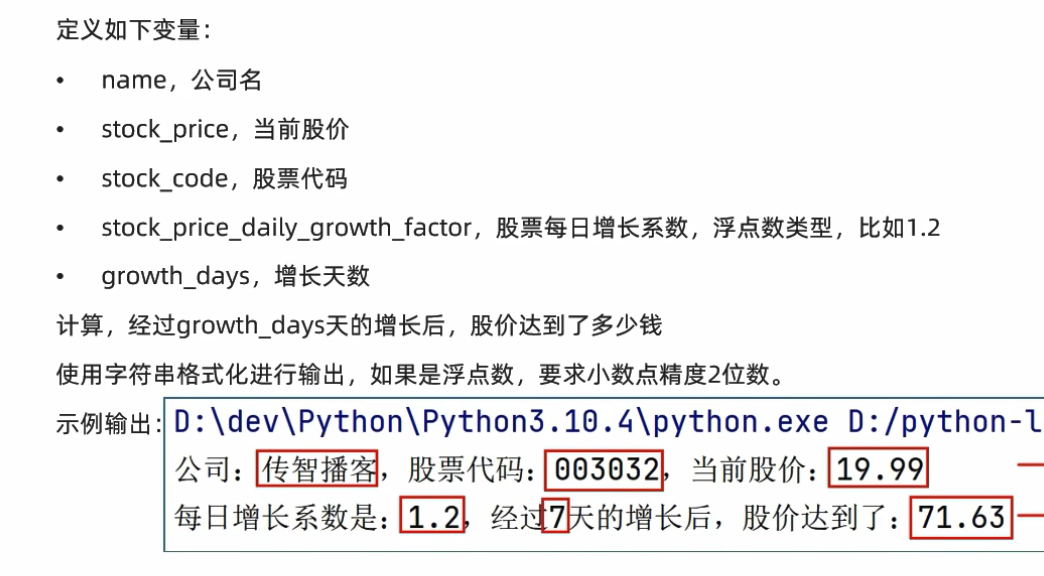 定义如下变量：
• name，公司名
• stock_price，当前股价
• stock_code，股票代码
• stock_price_daily_growth_factor，股票每日增长系数，浮点数类型，比如1.2
• growth_days，增长天数
计算，经过growth_days天的增长后，股价达到了多少钱
使用字符串格式化进行输出，如果是浮点数，要求小数点精度2位数。
示例输出：D:\dev\Python\Python3.10.4\python.exe D:/python-l
公司：传智播客，股票代码：003032，当前股价：19.99
每日增长系数是：1.2，经过7天的增长后，股价达到了：71.63